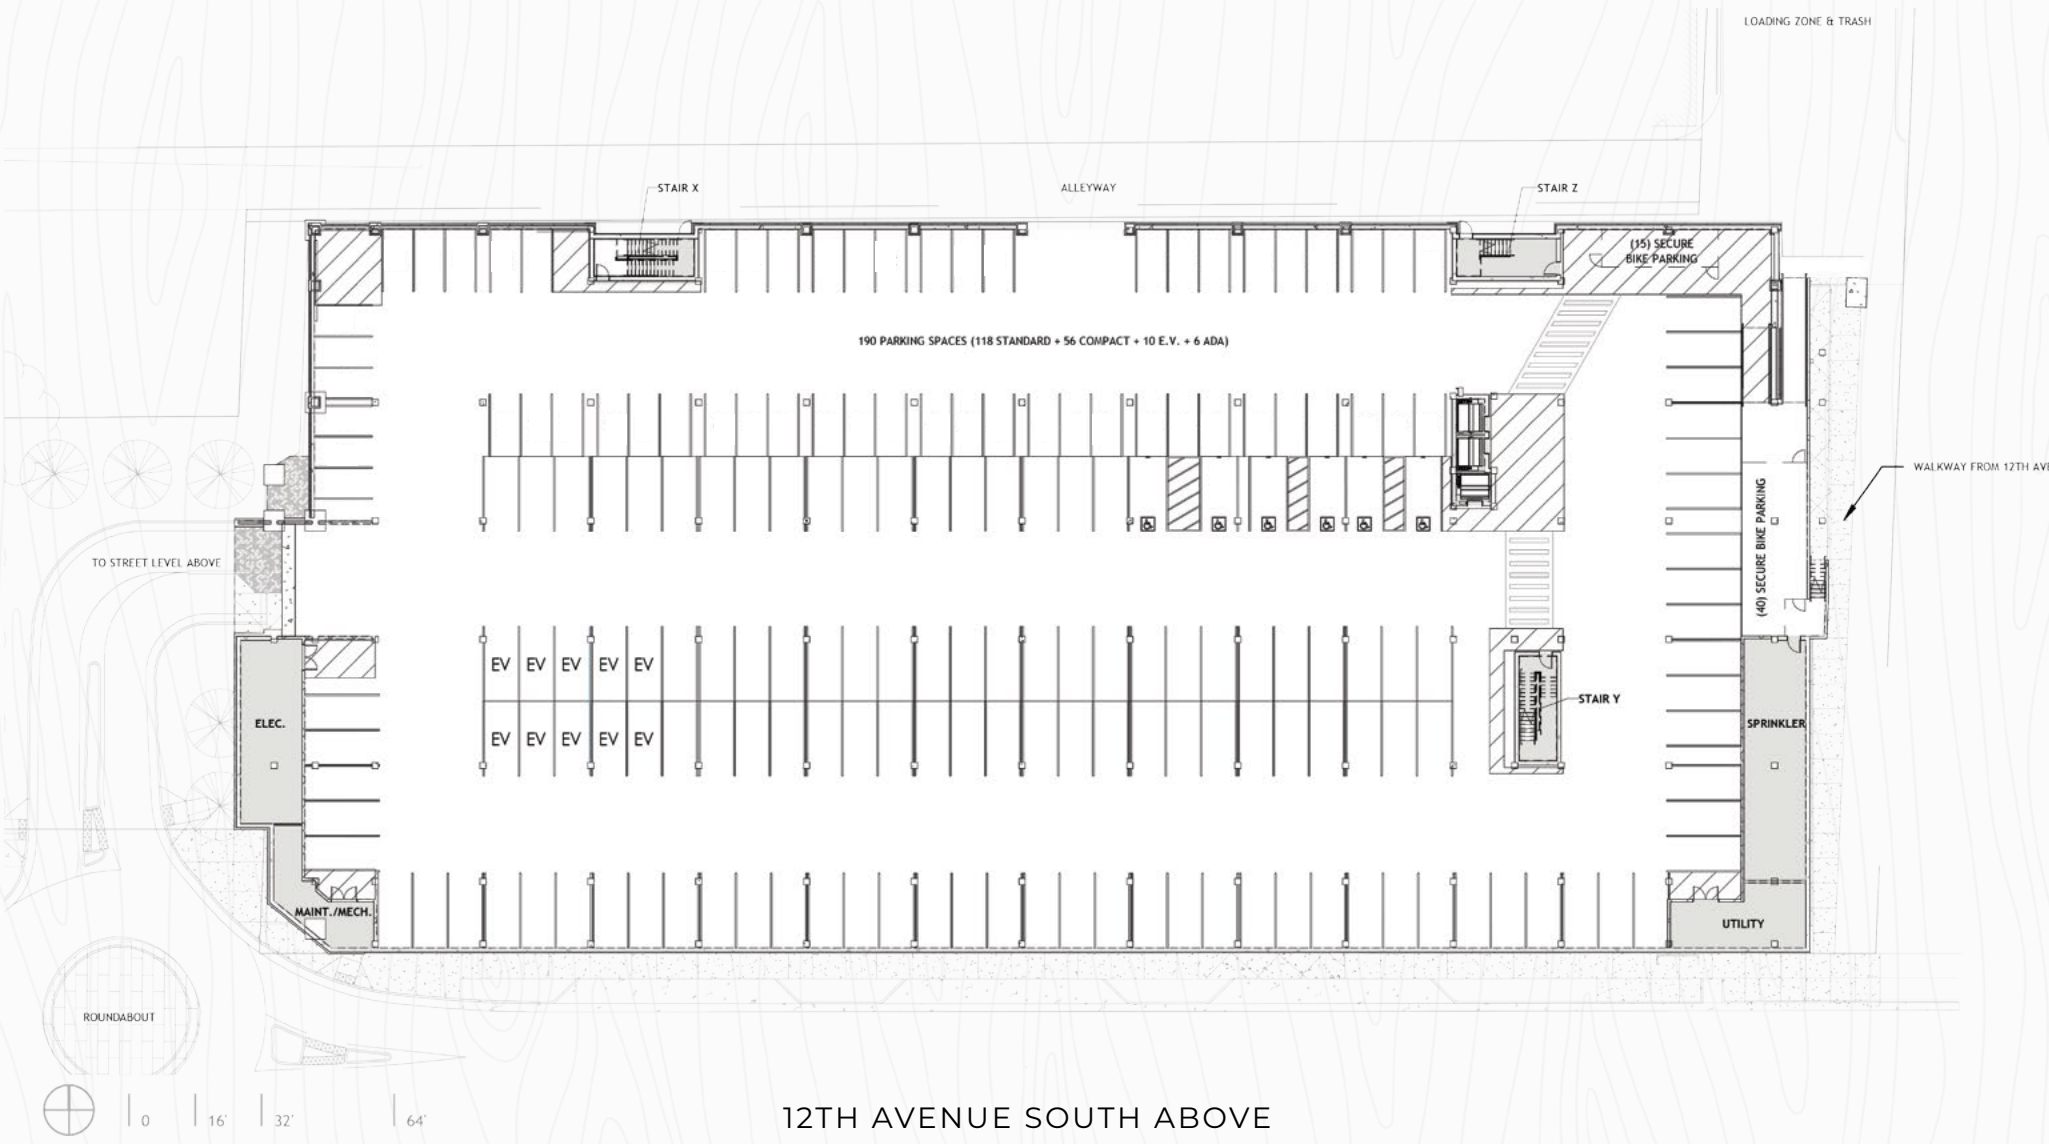 LOADING ZONE & TRASH
STAIR X
ALLEYWAY
STAIR Z
(15) SECURE
BIKE PARKING
190 PARKING SPACES (118 STANDARD + 56 COMPACT + 10 E.V. + 6 ADA)
WALKWAY FROM 12TH AVE
(40) SECURE BIKE PARKING
TO STREET LEVEL ABOVE
EV EV EV EV EV
STAIR Y
ELEC.
SPRINKLER
EV EV EV EV EV
MAINT./MECH.
UTILITY
ROUNDABOUT
0 16' 32' 64'
12TH AVENUE SOUTH ABOVE